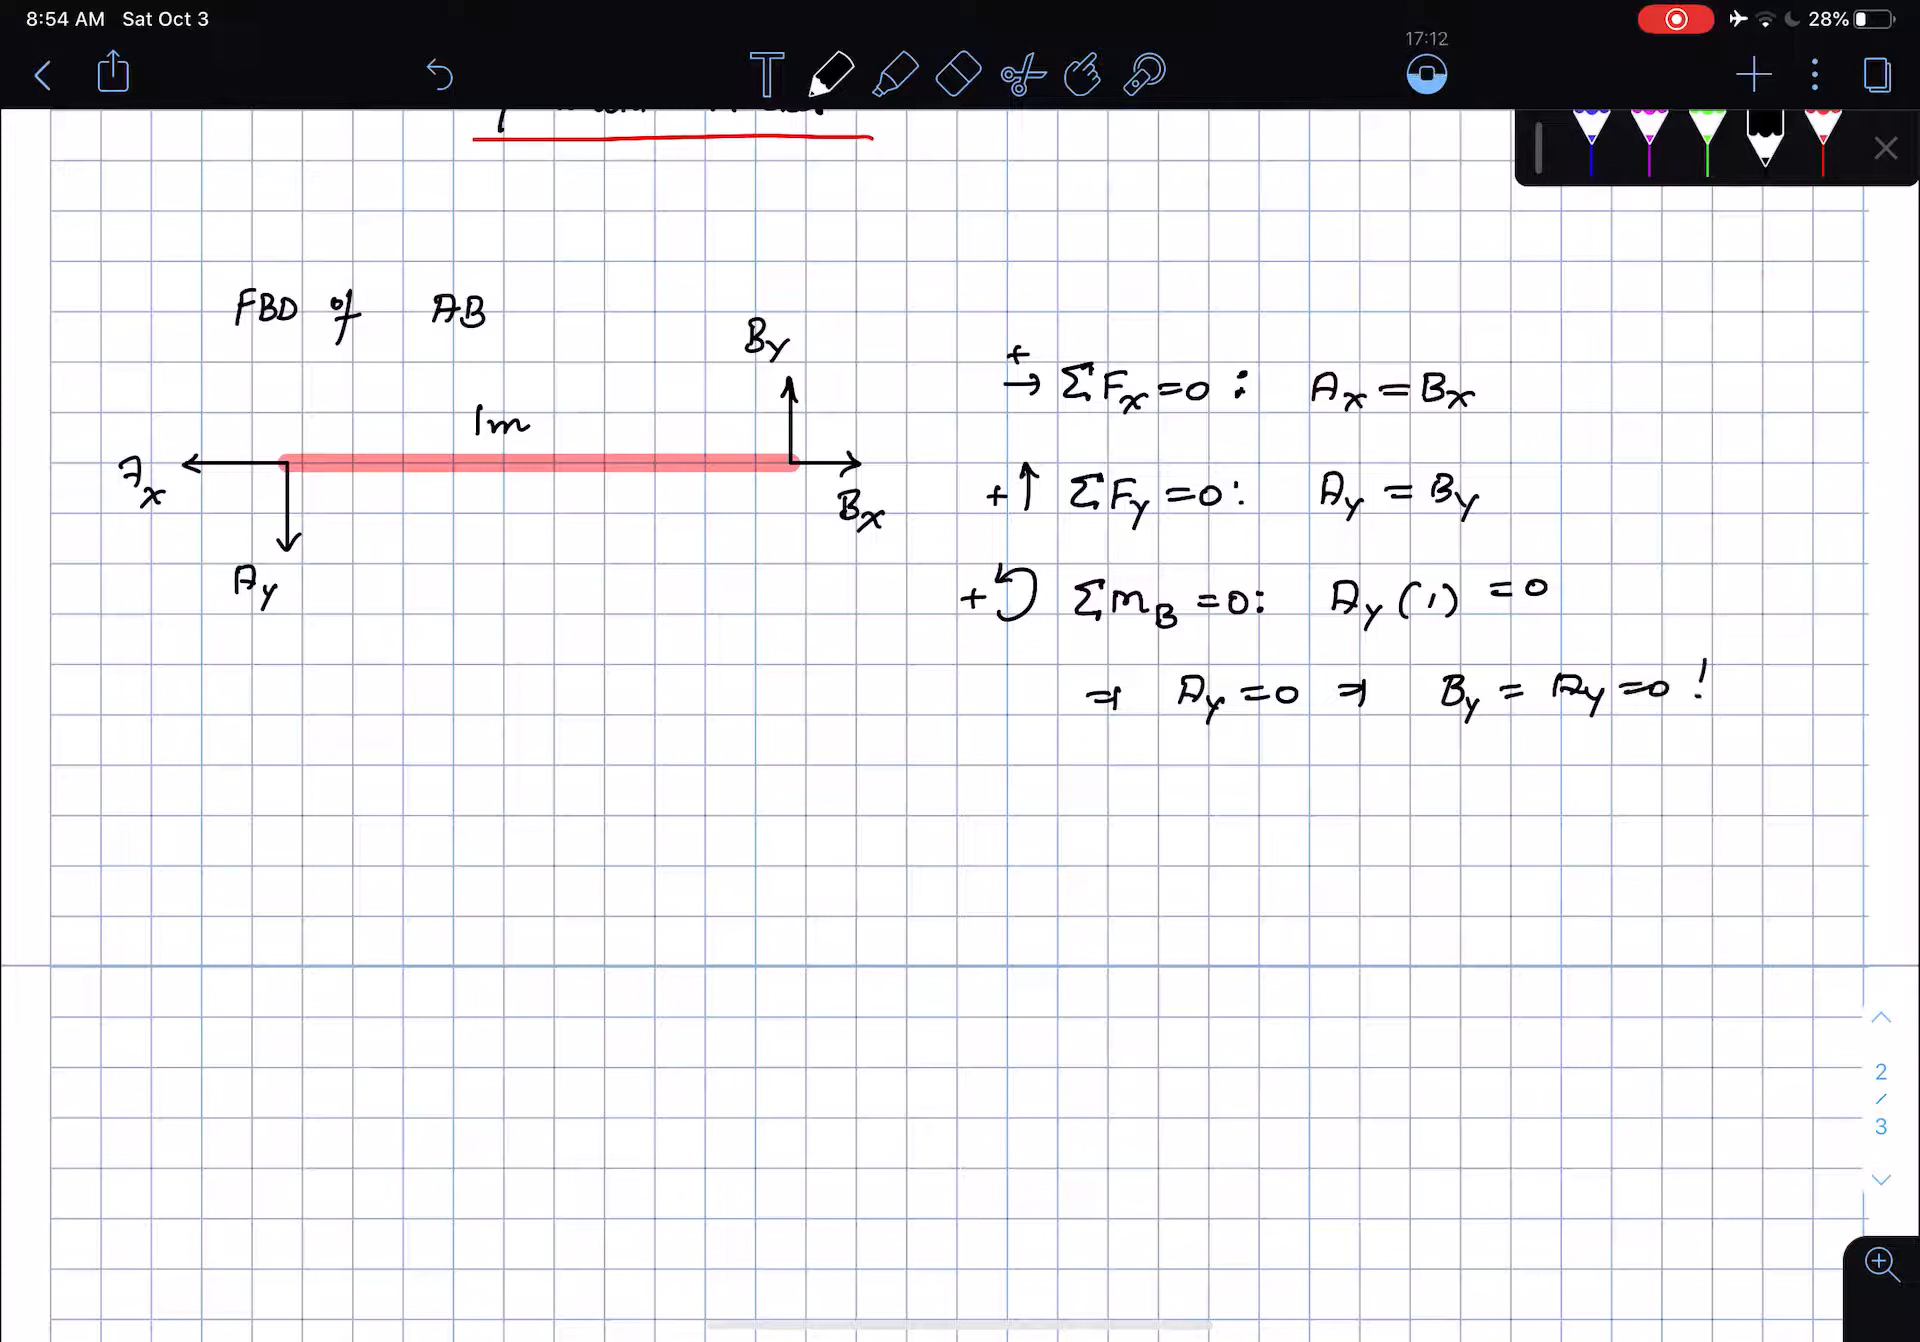 8:54 AM Sat Oct 3
28%
17:12
T
FBD of AB
By
1m
Ax
Bx
Ay
+
→ ΣFx=0: Ax=Bx
+↑ ΣFy=0: Ay=By
+↺ ΣmB=0: Ay(1)=0
⇒ Ay=0 ⇒ By=Ay=0!
2
/
3